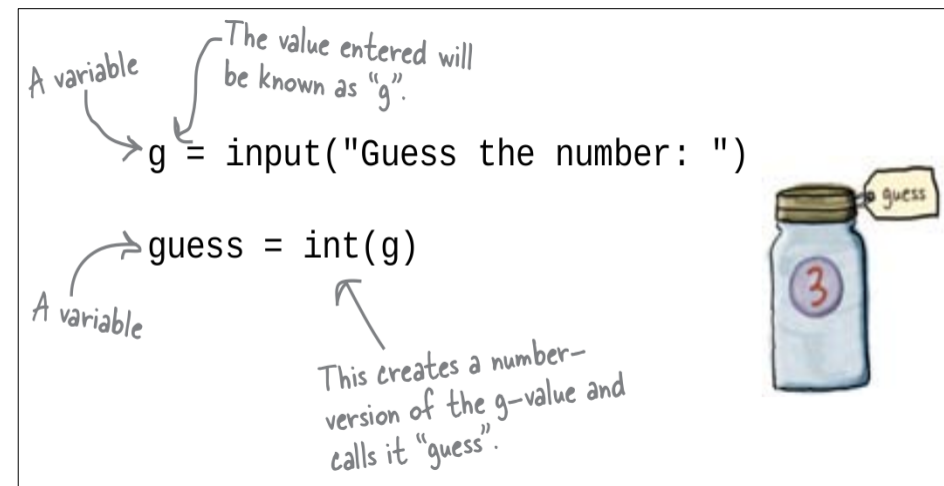 A variable
The value entered will
be known as “g”.
g = input("Guess the number: ")
guess
3
guess = int(g)
A variable
This creates a number-
version of the g-value and
calls it “guess”.